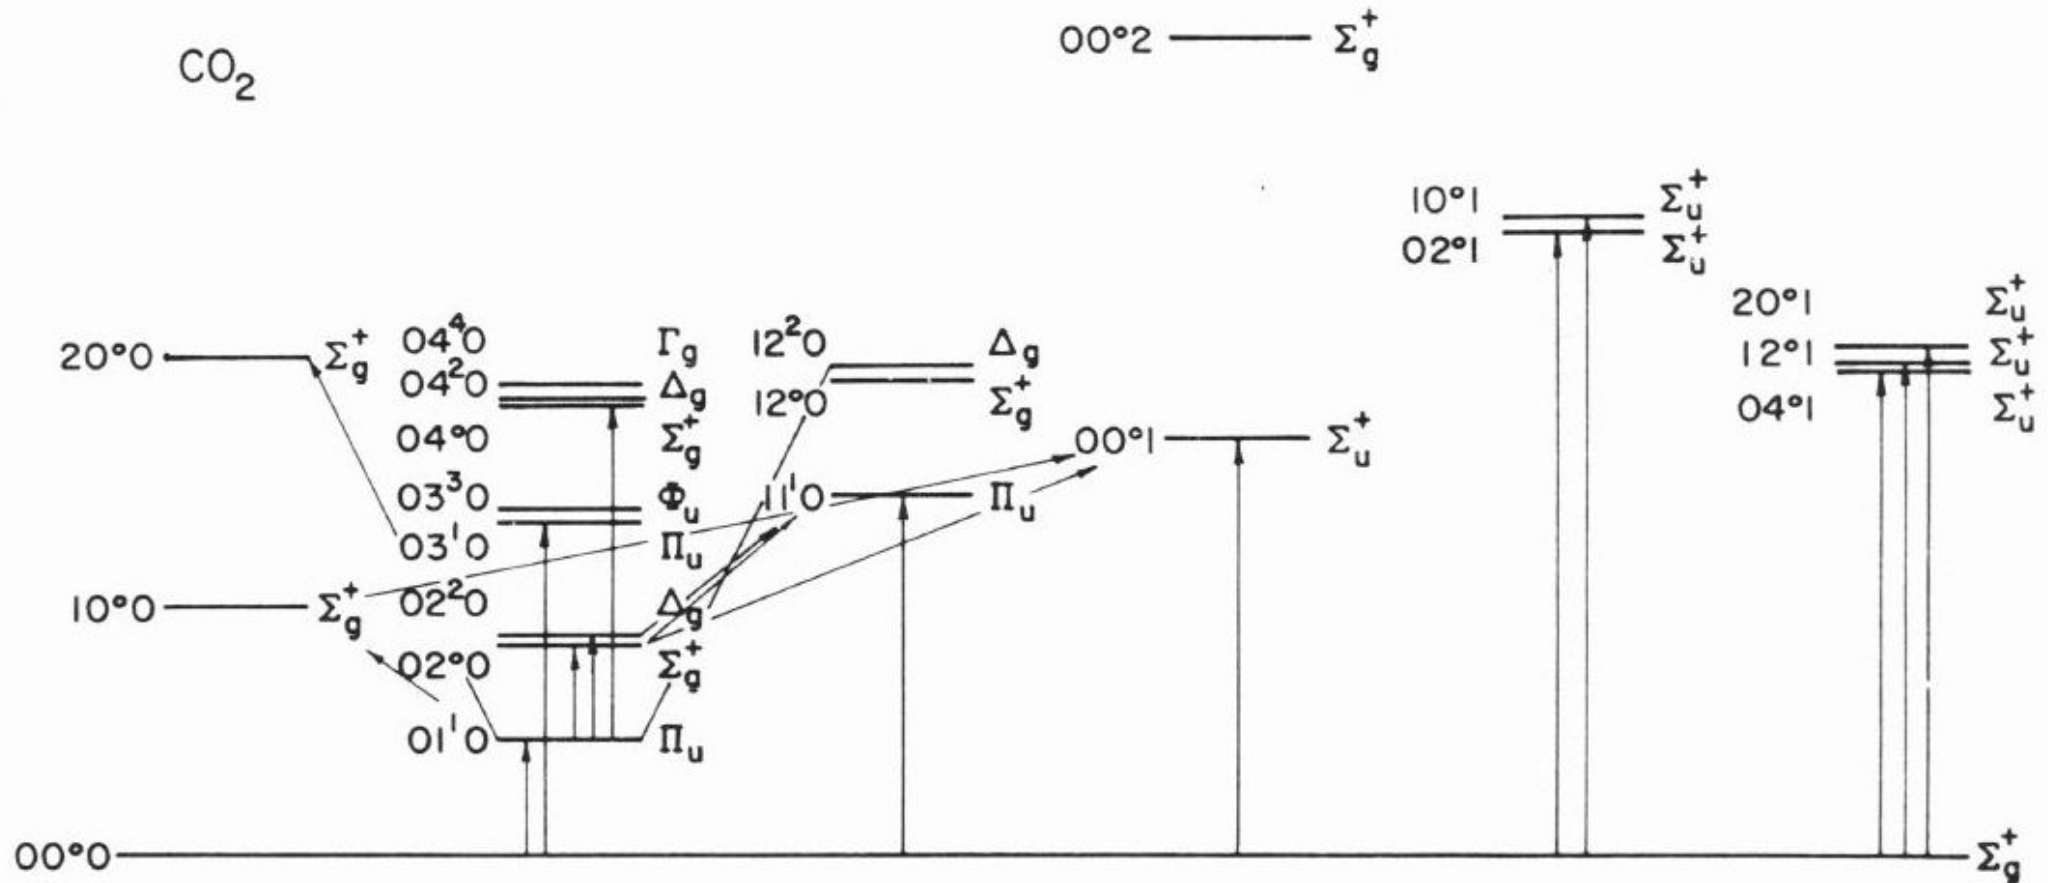 CO₂
00°2 Σg⁺
10°1 Σu⁺
02°1 Σu⁺
20°1 Σu⁺
12°1 Σu⁺
04°1 Σu⁺
20°0 Σg⁺
04⁴0 Γg
04²0 Δg
04°0 Σg⁺
12²0 Δg
12°0 Σg⁺
00°1 Σu⁺
03³0 Φu
03¹0 Πu
11¹0 Πu
10°0 Σg⁺
02²0 Δg
02°0 Σg⁺
01¹0 Πu
00°0 Σg⁺